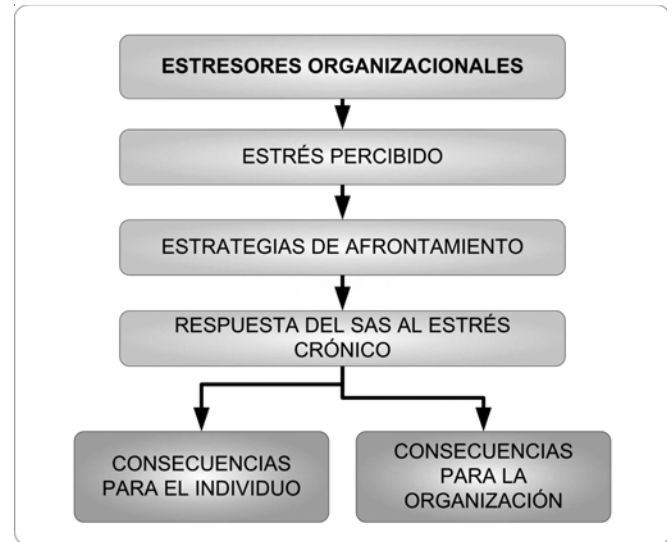 ESTRESORES ORGANIZACIONALES
ESTRÉS PERCIBIDO
ESTRATEGIAS DE AFRONTAMIENTO
RESPUESTA DEL SAS AL ESTRÉS
CRÓNICO
CONSECUENCIAS
PARA EL INDIVIDUO
CONSECUENCIAS
PARA LA
ORGANIZACIÓN